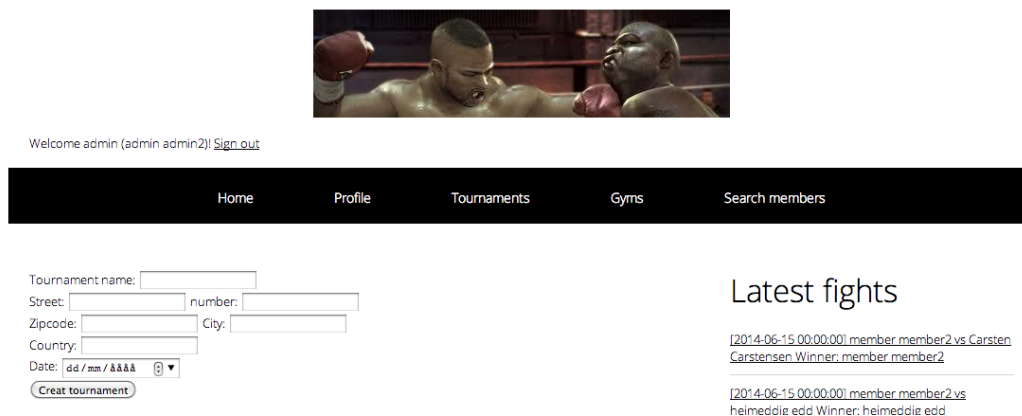 Welcome admin (admin admin2)! Sign out
Home Profile Tournaments Gyms Search members
Tournament name:
Street: number:
Zipcode: City:
Country:
Date: dd/mm/åååå
Creat tournament
Latest fights
[2014-06-15 00:00:00] member member2 vs Carsten
Carstensen Winner: member member2
[2014-06-15 00:00:00] member member2 vs
heimeddig edd Winner: heimeddig edd